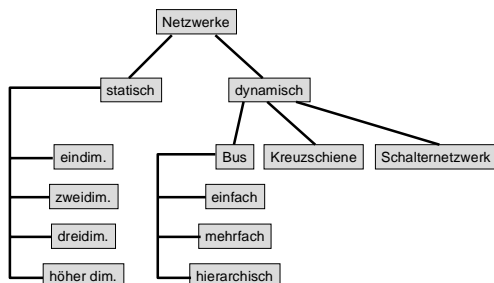 Netzwerke
statisch
dynamisch
eindim.
Bus
Kreuzschiene
Schalternetzwerk
zweidim.
einfach
dreidim.
mehrfach
höher dim.
hierarchisch